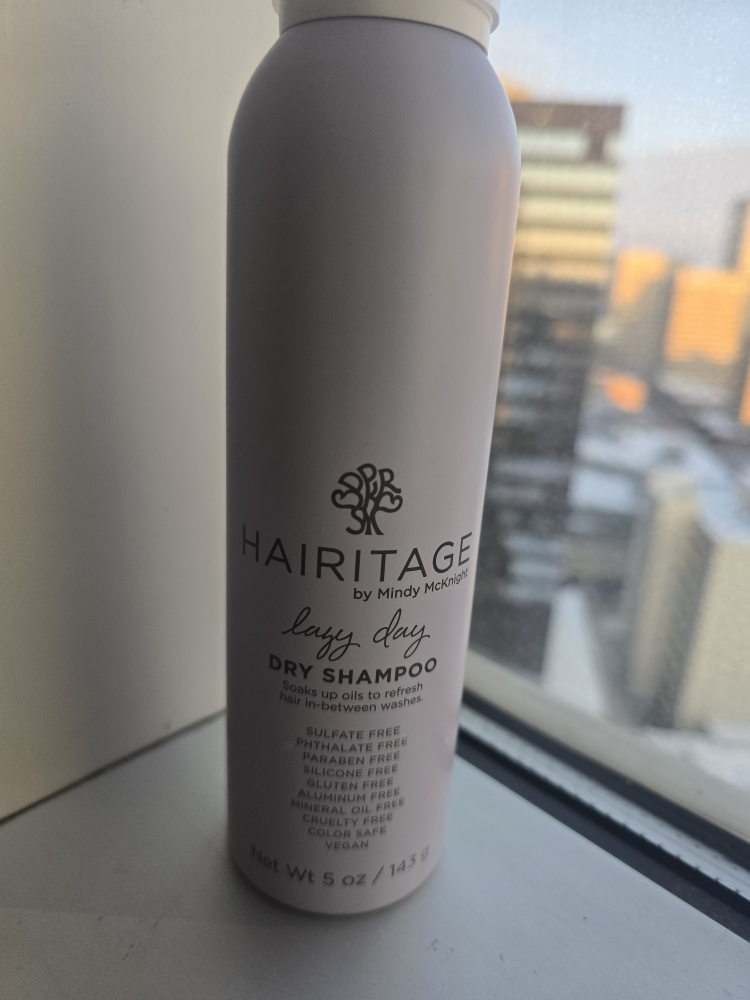 HAIRITAGE
by Mindy McKnight
lazy day
DRY SHAMPOO
Soaks up oils to refresh
hair in-between washes.
SULFATE FREE
PHTHALATE FREE
PARABEN FREE
SILICONE FREE
GLUTEN FREE
ALUMINUM FREE
MINERAL OIL FREE
CRUELTY FREE
COLOR SAFE
VEGAN
Net Wt 5 oz / 143 g